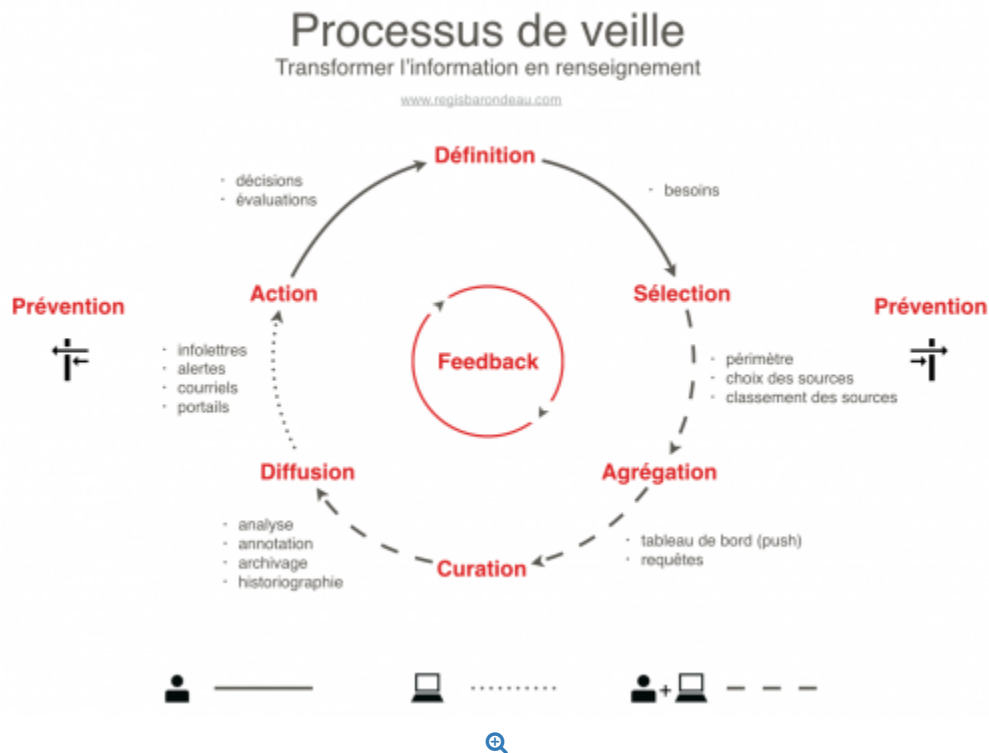 Processus de veille
Transformer l'information en renseignement
www.regisbarondeau.com
Définition
· décisions
· évaluations
· besoins
Action
Sélection
Prévention
Prévention
Feedback
· infolettres
· alertes
· courriels
· portails
· périmètre
· choix des sources
· classement des sources
Diffusion
Agrégation
· analyse
· annotation
· archivage
· historiographie
· tableau de bord (push)
· requêtes
Curation
+